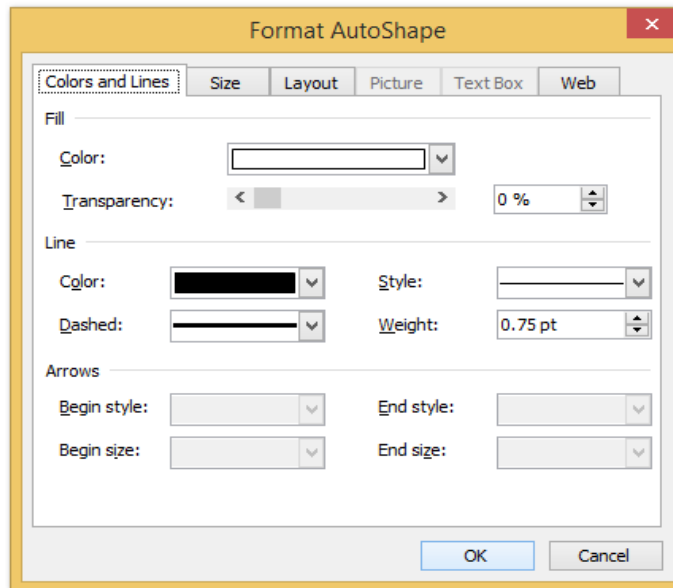 Format AutoShape
Colors and Lines Size Layout Picture Text Box Web
Fill
Color:
Transparency: 0 %
Line
Color: Style:
Dashed: Weight: 0.75 pt
Arrows
Begin style: End style:
Begin size: End size:
OK Cancel